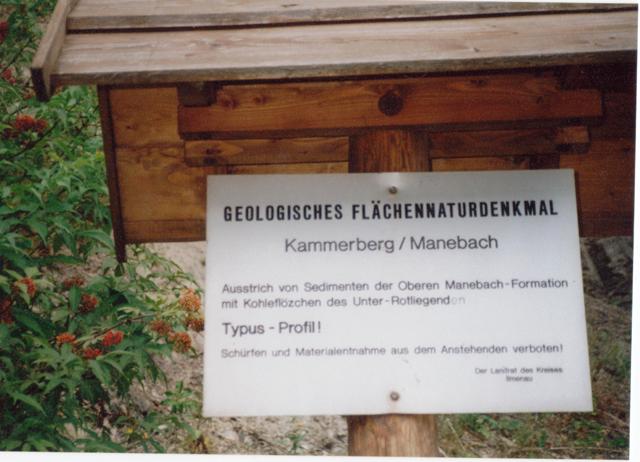 GEOLOGISCHES FLÄCHENNATURDENKMAL
Kammerberg / Manebach
Ausstrich von Sedimenten der Oberen Manebach-Formation
mit Kohleflözchen des Unter-Rotliegenden
Typus - Profil!
Schürfen und Materialentnahme aus dem Anstehenden verboten!
Der Landrat des Kreises
Ilmenau